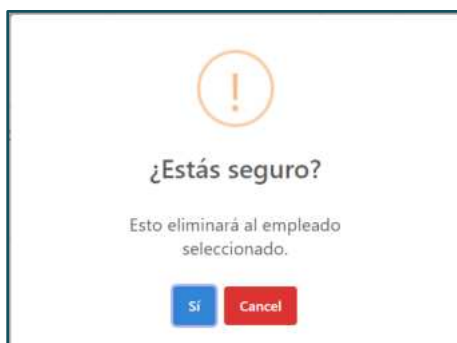 !
¿Estás seguro?
Esto eliminará al empleado
seleccionado.
Sí
Cancel